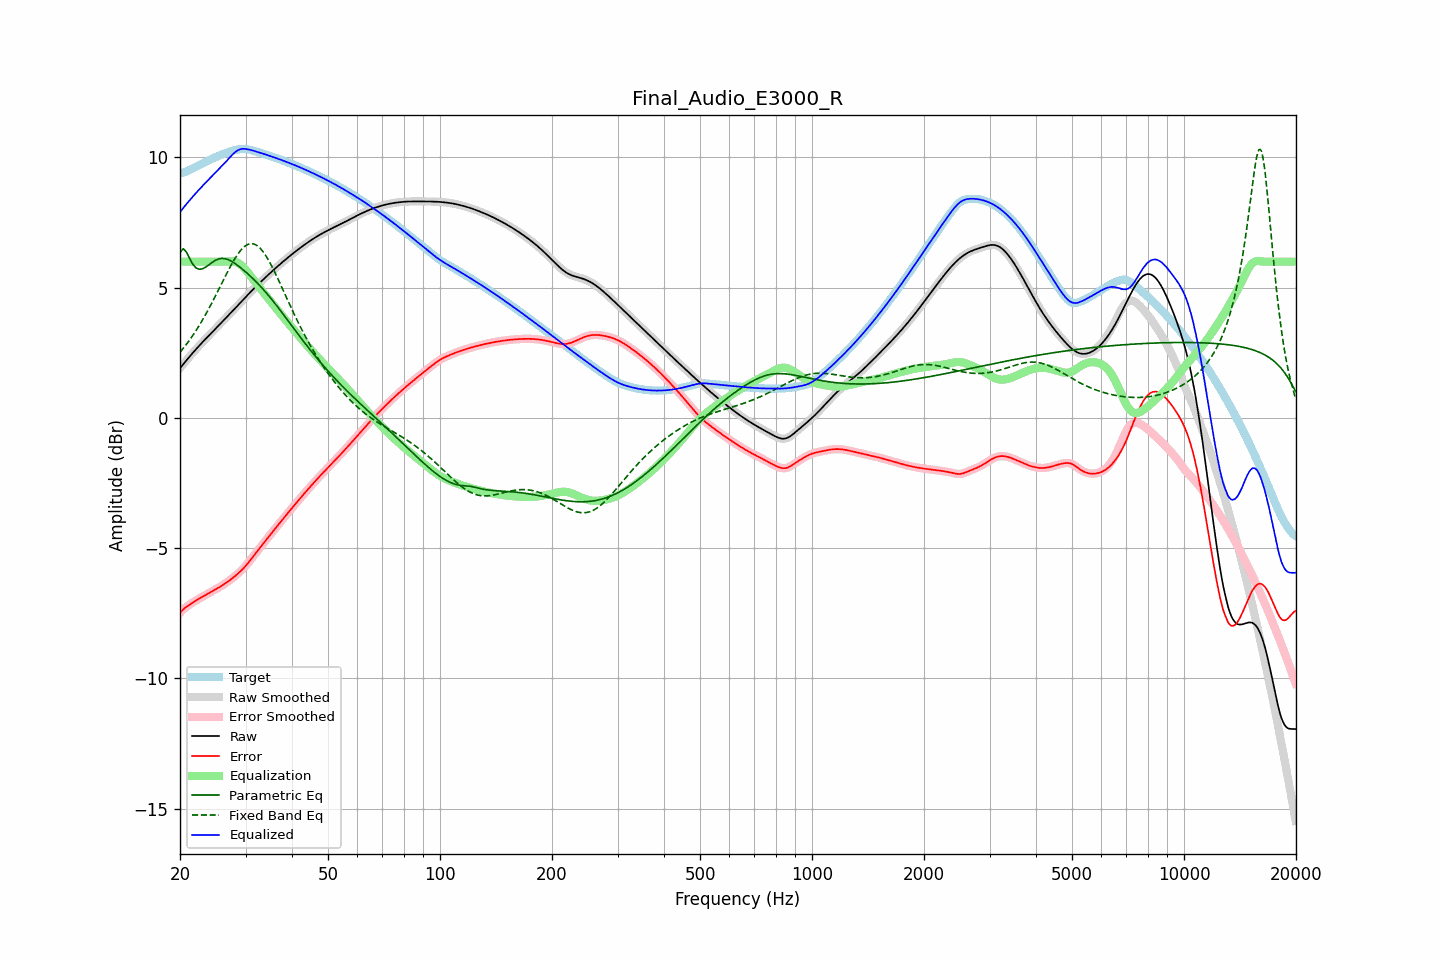 Final_Audio_E3000_R
Amplitude (dBr)
10
5
0
−5
−10
−15
Target
Raw Smoothed
Error Smoothed
Raw
Error
Equalization
Parametric Eq
Fixed Band Eq
Equalized
20
50
100
200
500
1000
2000
5000
10000
20000
Frequency (Hz)